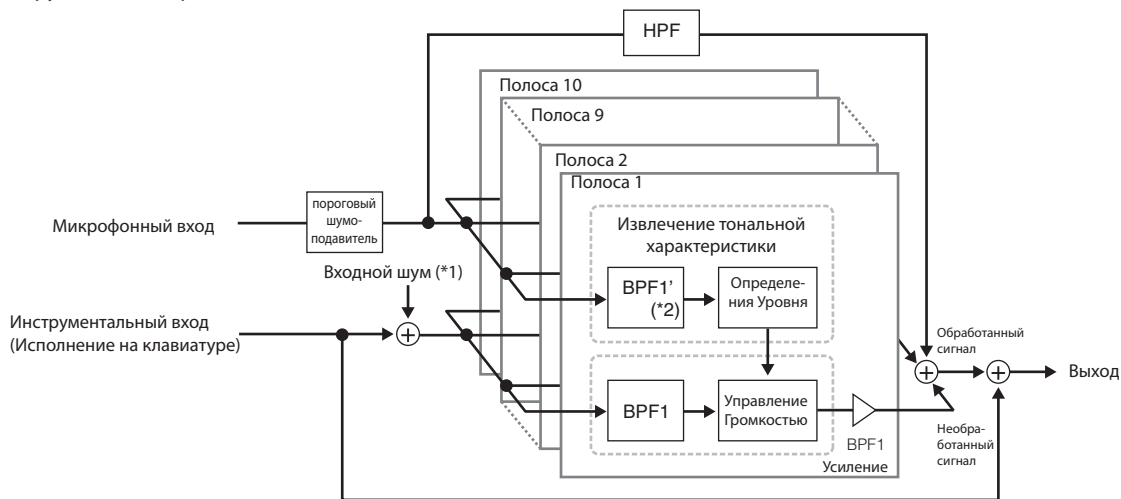 HPF
Полоса 10
Полоса 9
Полоса 2
Полоса 1
пороговый
шумо-
подавитель
Микрофонный вход
Извлечение тональной
характеристики
Входной шум (*1)
BPF1’
(*2)
Определе-
ния Уровня
Инструментальный вход
(Исполнение на клавиатуре)
Обработанный
сигнал
Выход
BPF1
Управление
Громкостью
BPF1
Усиление
Необра-
ботанный
сигнал